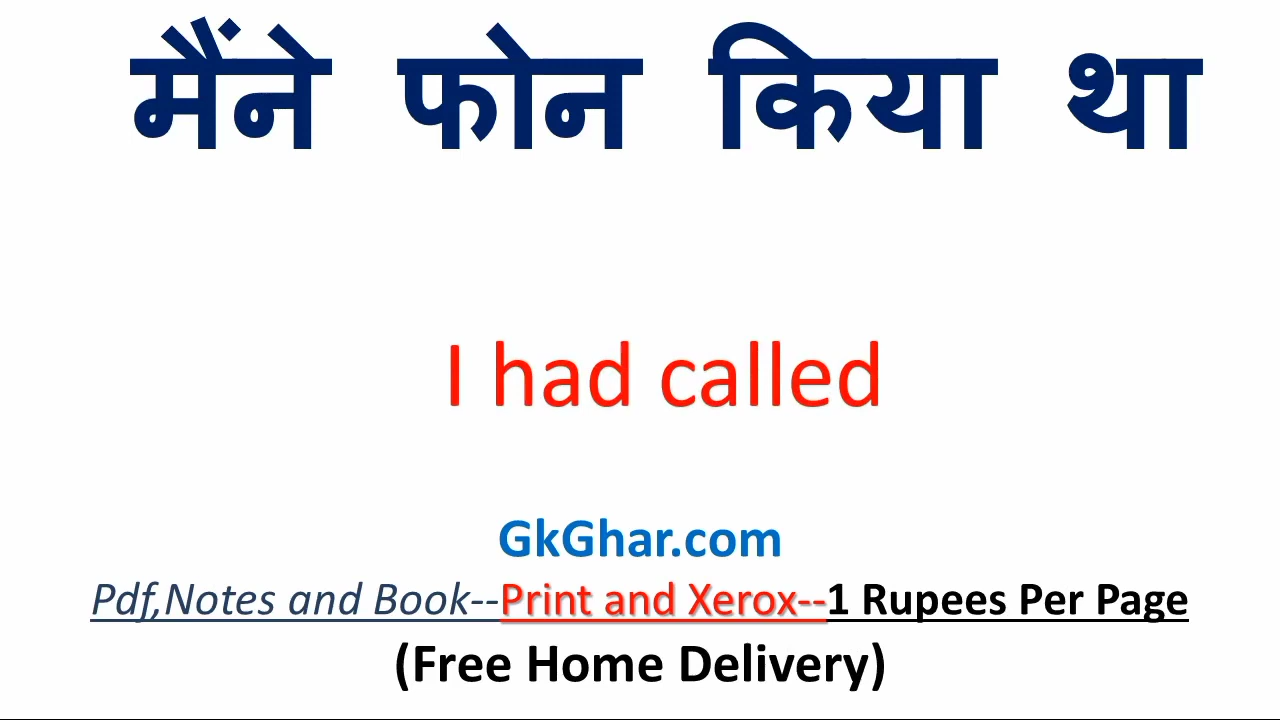 मैंने फोन किया था
I had called
GkGhar.com
Pdf,Notes and Book--Print and Xerox--1 Rupees Per Page
(Free Home Delivery)